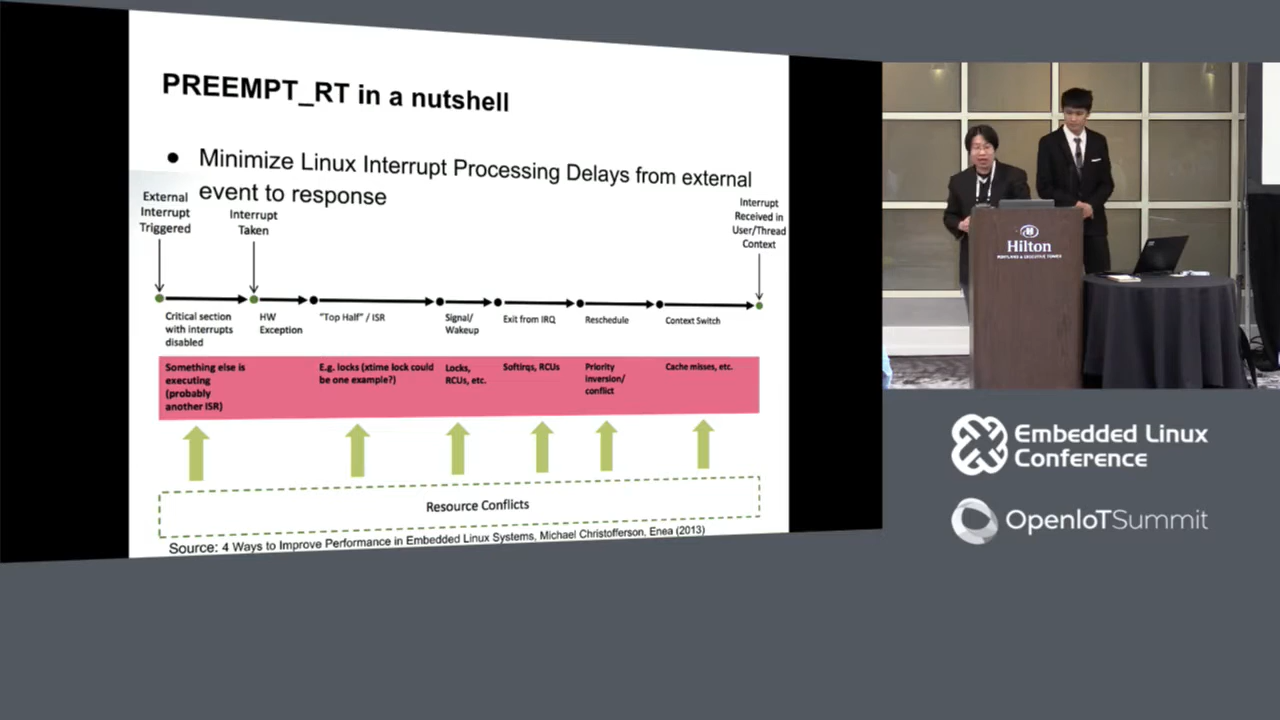 PREEMPT_RT in a nutshell
● Minimize Linux Interrupt Processing Delays from external
event to response
External
Interrupt
Triggered
Interrupt
Taken
Interrupt
Received in
User/Thread
Context
Critical section
with interrupts
disabled
HW
Exception
"Top Half" / ISR
Signal/
Wakeup
Exit from IRQ
Reschedule
Context Switch
Something else is
executing
(probably
another ISR)
E.g. locks (xtime lock could
be one example?)
Locks,
RCUs, etc.
Softirqs, RCUs
Priority
inversion/
conflict
Cache misses, etc.
Resource Conflicts
Source: 4 Ways to Improve Performance in Embedded Linux Systems, Michael Christofferson, Enea (2013)
Hilton
PORTLAND & EXECUTIVE TOWER
Embedded Linux
Conference
OpenIoTSummit